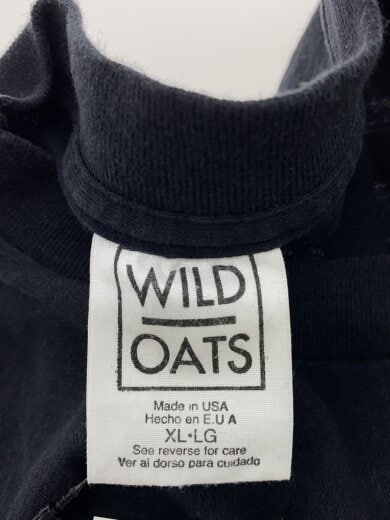 WILD
OATS
Made in USA
Hecho en E.U A
XL•LG
See reverse for care
Ver al dorso para cuidado